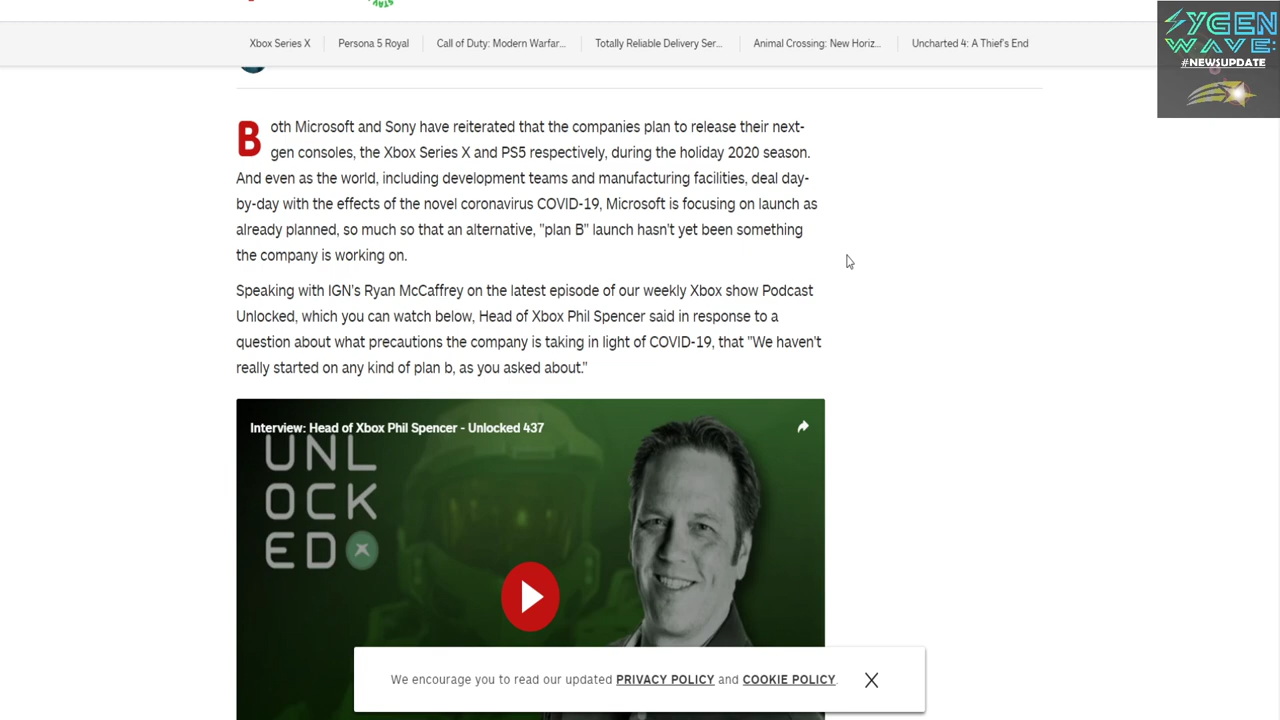 Xbox Series X
Persona 5 Royal
Call of Duty: Modern Warfar...
Totally Reliable Delivery Ser...
Animal Crossing: New Horiz...
Uncharted 4: A Thief's End
SYGEN
WAVE:
#NEWSUPDATE
Both Microsoft and Sony have reiterated that the companies plan to release their next-
gen consoles, the Xbox Series X and PS5 respectively, during the holiday 2020 season.
And even as the world, including development teams and manufacturing facilities, deal day-
by-day with the effects of the novel coronavirus COVID-19, Microsoft is focusing on launch as
already planned, so much so that an alternative, "plan B" launch hasn't yet been something
the company is working on.
Speaking with IGN's Ryan McCaffrey on the latest episode of our weekly Xbox show Podcast
Unlocked, which you can watch below, Head of Xbox Phil Spencer said in response to a
question about what precautions the company is taking in light of COVID-19, that "We haven't
really started on any kind of plan b, as you asked about."
Interview: Head of Xbox Phil Spencer - Unlocked 437
UNL
OCK
ED
We encourage you to read our updated PRIVACY POLICY and COOKIE POLICY.